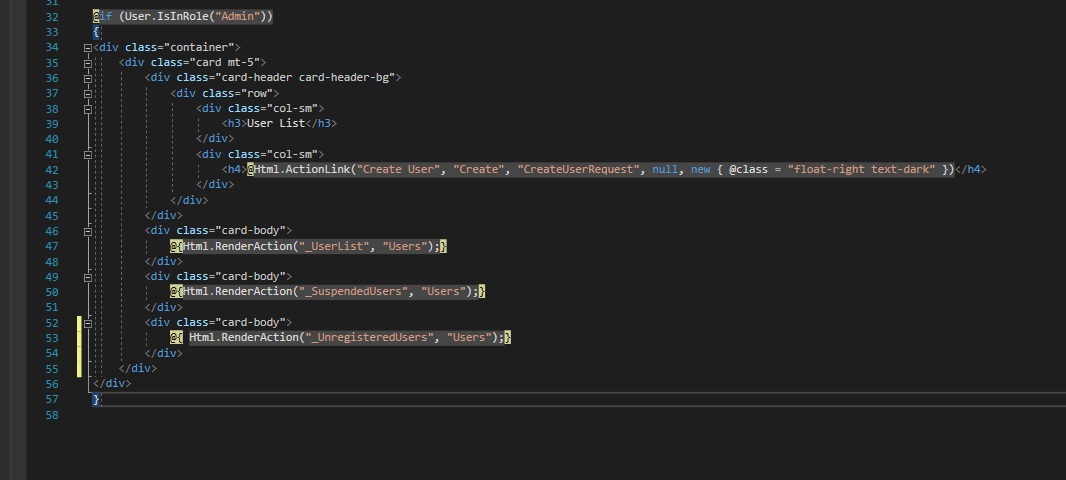 31
32 @if (User.IsInRole("Admin"))
33 {
34 <div class="container">
35 <div class="card mt-5">
36 <div class="card-header card-header-bg">
37 <div class="row">
38 <div class="col-sm">
39 <h3>User List</h3>
40 </div>
41 <div class="col-sm">
42 <h4>@Html.ActionLink("Create User", "Create", "CreateUserRequest", null, new { @class = "float-right text-dark" })</h4>
43 </div>
44 </div>
45 </div>
46 <div class="card-body">
47 @{Html.RenderAction("_UserList", "Users");}
48 </div>
49 <div class="card-body">
50 @{Html.RenderAction("_SuspendedUsers", "Users");}
51 </div>
52 <div class="card-body">
53 @{ Html.RenderAction("_UnregisteredUsers", "Users");}
54 </div>
55 </div>
56 </div>
57 }
58